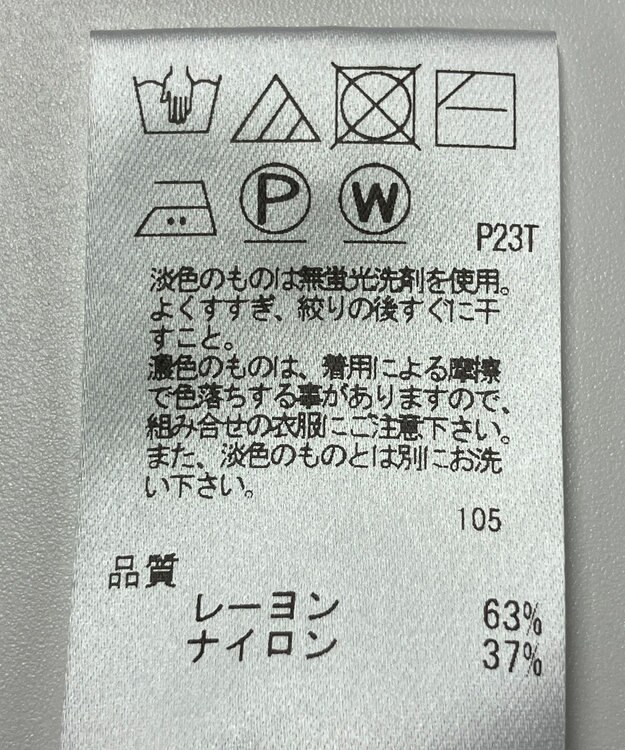 P W
P23T
淡色のものは無蛍光洗剤を使用。
よくすすぎ、絞りの後すぐに干
すこと。
濃色のものは、着用による摩擦
で色落ちする事がありますので、
組み合せの衣服にご注意下さい。
また、淡色のものとは別にお洗
い下さい。
105
品質
レーヨン 63%
ナイロン 37%